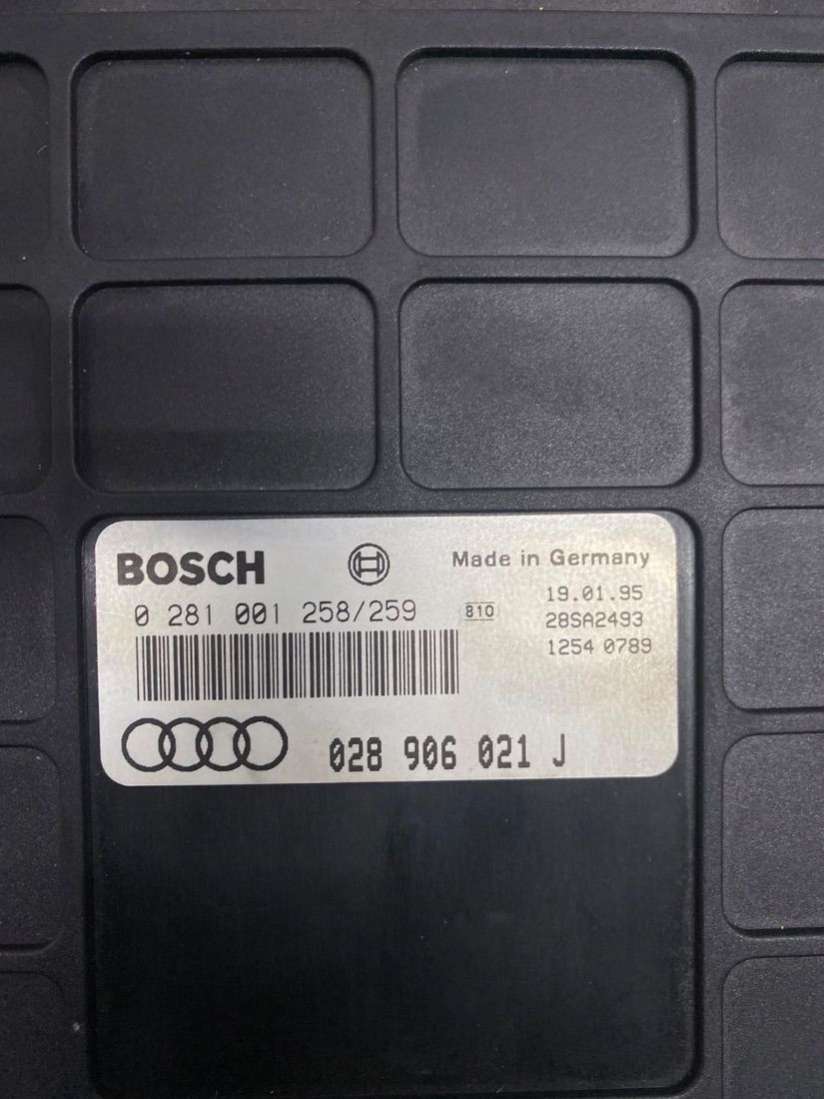 BOSCH
Made in Germany
0 281 001 258/259
810
19.01.95
28SA2493
1254 0789
028 906 021 J